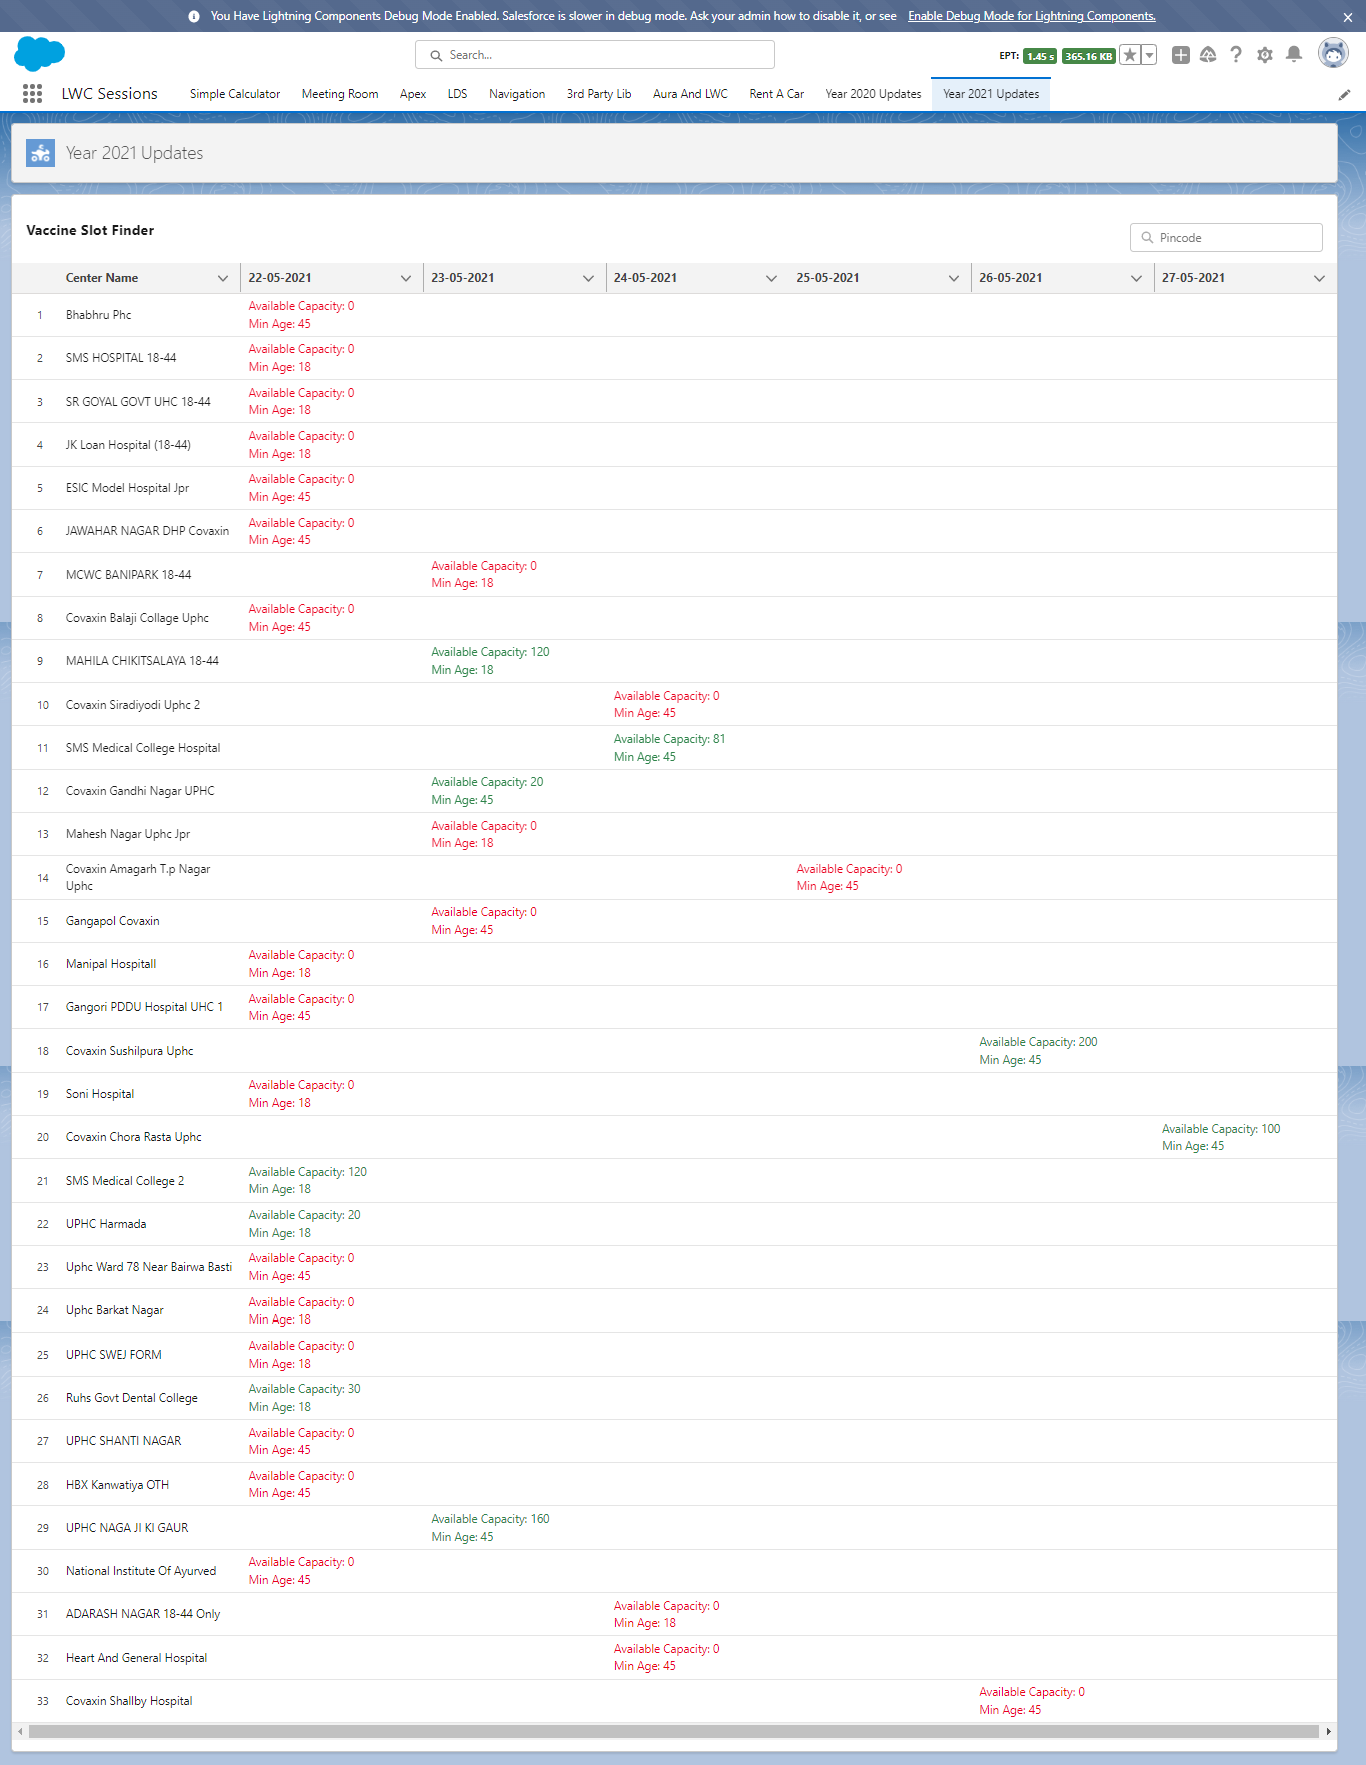 You Have Lightning Components Debug Mode Enabled. Salesforce is slower in debug mode. Ask your admin how to disable it, or see Enable Debug Mode for Lightning Components.
Search...
EPT: 1.45 s 365.16 KB
LWC Sessions Simple Calculator Meeting Room Apex LDS Navigation 3rd Party Lib Aura And LWC Rent A Car Year 2020 Updates Year 2021 Updates
Year 2021 Updates
Vaccine Slot Finder
Pincode
Center Name 22-05-2021 23-05-2021 24-05-2021 25-05-2021 26-05-2021 27-05-2021
1 Bhabhru Phc Available Capacity: 0
Min Age: 45
2 SMS HOSPITAL 18-44 Available Capacity: 0
Min Age: 18
3 SR GOYAL GOVT UHC 18-44 Available Capacity: 0
Min Age: 18
4 JK Loan Hospital (18-44) Available Capacity: 0
Min Age: 18
5 ESIC Model Hospital Jpr Available Capacity: 0
Min Age: 45
6 JAWAHAR NAGAR DHP Covaxin Available Capacity: 0
Min Age: 45
7 MCWC BANIPARK 18-44 Available Capacity: 0
Min Age: 18
8 Covaxin Balaji Collage Uphc Available Capacity: 0
Min Age: 45
9 MAHILA CHIKITSALAYA 18-44 Available Capacity: 120
Min Age: 18
10 Covaxin Siradiyodi Uphc 2 Available Capacity: 0
Min Age: 45
11 SMS Medical College Hospital Available Capacity: 81
Min Age: 45
12 Covaxin Gandhi Nagar UPHC Available Capacity: 20
Min Age: 45
13 Mahesh Nagar Uphc Jpr Available Capacity: 0
Min Age: 18
14 Covaxin Amagarh T.p Nagar Uphc Available Capacity: 0
Min Age: 45
15 Gangapol Covaxin Available Capacity: 0
Min Age: 45
16 Manipal Hospitall Available Capacity: 0
Min Age: 18
17 Gangori PDDU Hospital UHC 1 Available Capacity: 0
Min Age: 45
18 Covaxin Sushilpura Uphc Available Capacity: 200
Min Age: 45
19 Soni Hospital Available Capacity: 0
Min Age: 18
20 Covaxin Chora Rasta Uphc Available Capacity: 100
Min Age: 45
21 SMS Medical College 2 Available Capacity: 120
Min Age: 18
22 UPHC Harmada Available Capacity: 20
Min Age: 18
23 Uphc Ward 78 Near Bairwa Basti Available Capacity: 0
Min Age: 45
24 Uphc Barkat Nagar Available Capacity: 0
Min Age: 18
25 UPHC SWEJ FORM Available Capacity: 0
Min Age: 18
26 Ruhs Govt Dental College Available Capacity: 30
Min Age: 18
27 UPHC SHANTI NAGAR Available Capacity: 0
Min Age: 45
28 HBX Kanwatiya OTH Available Capacity: 0
Min Age: 45
29 UPHC NAGA JI KI GAUR Available Capacity: 160
Min Age: 45
30 National Institute Of Ayurved Available Capacity: 0
Min Age: 45
31 ADARASH NAGAR 18-44 Only Available Capacity: 0
Min Age: 18
32 Heart And General Hospital Available Capacity: 0
Min Age: 45
33 Covaxin Shallby Hospital Available Capacity: 0
Min Age: 45